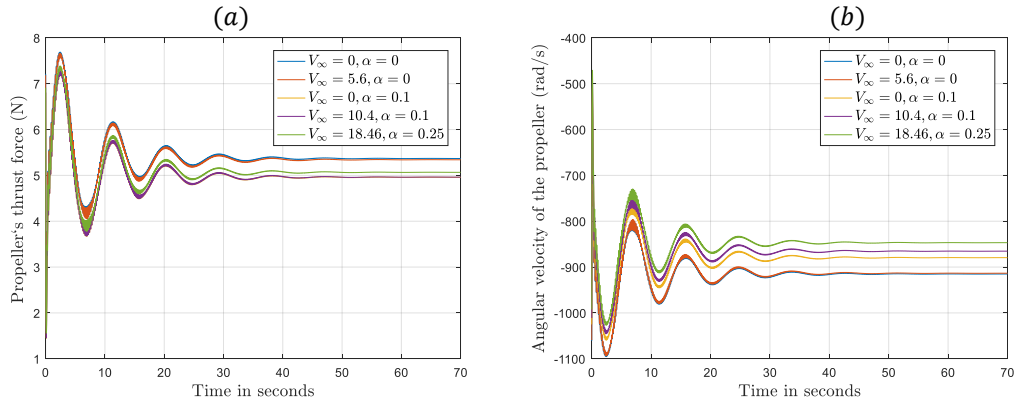 (a)
8
7
6
5
4
3
2
1
0
10
20
30
40
50
60
70
Propeller's thrust force (N)
Time in seconds
V∞ = 0, α = 0
V∞ = 5.6, α = 0
V∞ = 0, α = 0.1
V∞ = 10.4, α = 0.1
V∞ = 18.46, α = 0.25
(b)
-400
-500
-600
-700
-800
-900
-1000
-1100
0
10
20
30
40
50
60
70
Angular velocity of the propeller (rad/s)
Time in seconds
V∞ = 0, α = 0
V∞ = 5.6, α = 0
V∞ = 0, α = 0.1
V∞ = 10.4, α = 0.1
V∞ = 18.46, α = 0.25